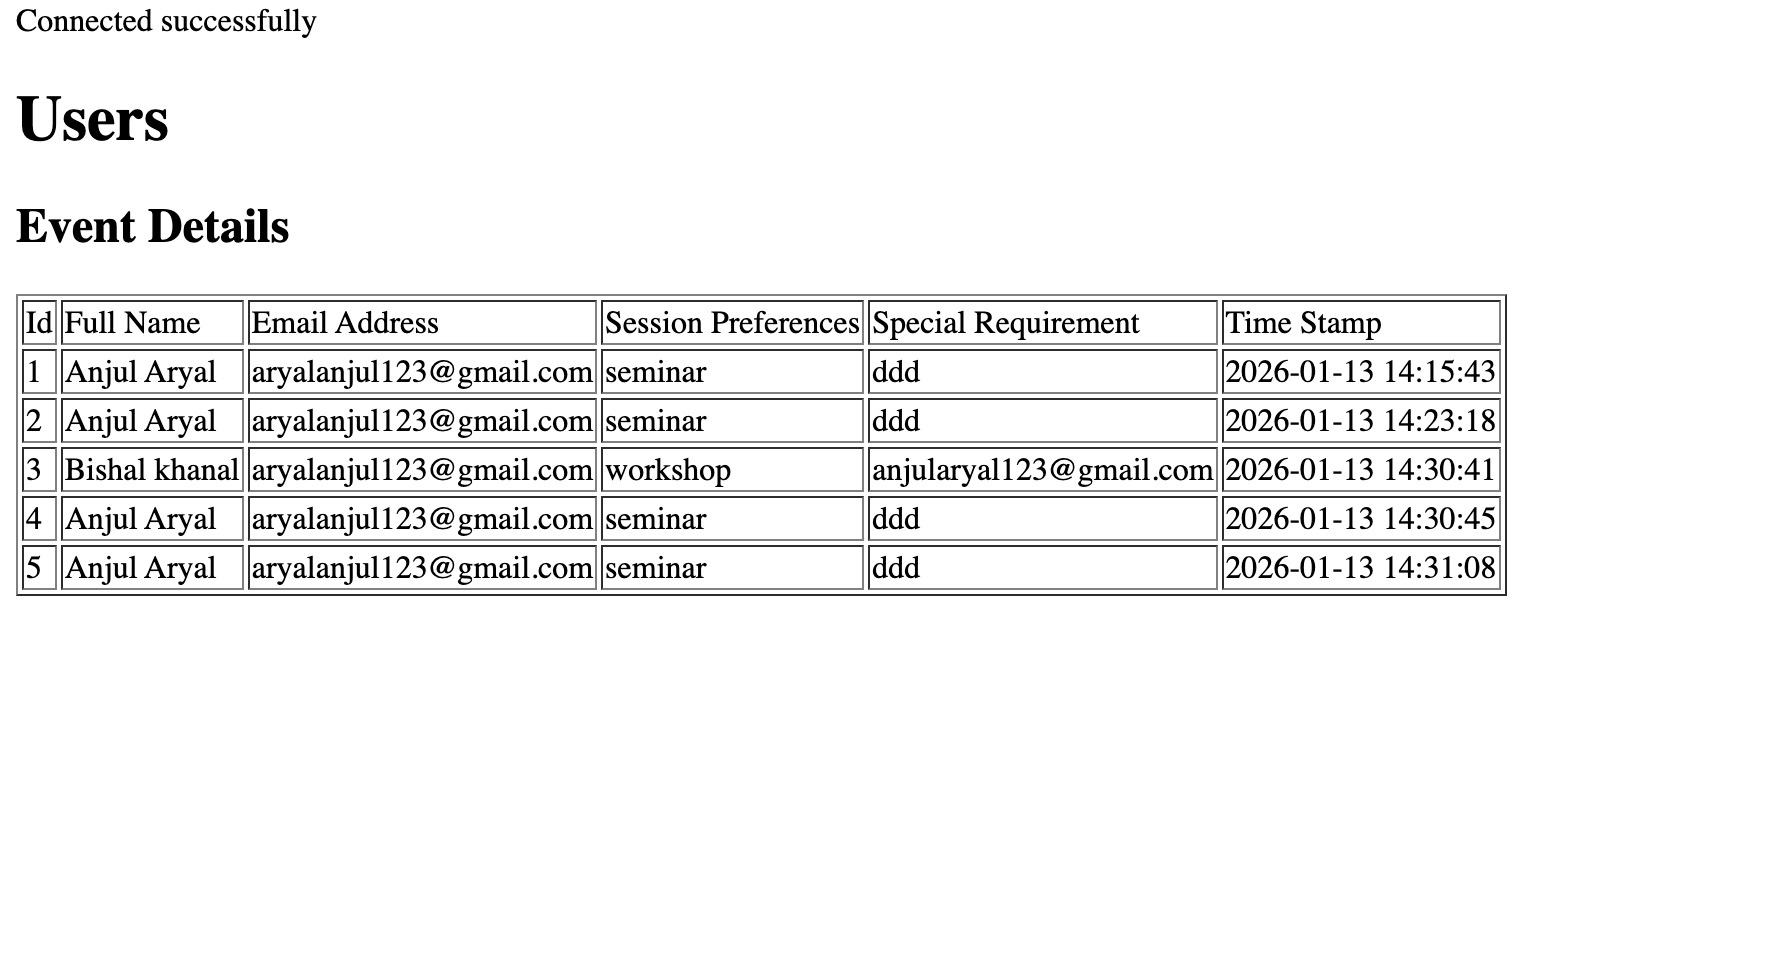 Connected successfully
Users
Event Details
Id Full Name Email Address Session Preferences Special Requirement Time Stamp
1 Anjul Aryal aryalanjul123@gmail.com seminar ddd 2026-01-13 14:15:43
2 Anjul Aryal aryalanjul123@gmail.com seminar ddd 2026-01-13 14:23:18
3 Bishal khanal aryalanjul123@gmail.com workshop anjularyal123@gmail.com 2026-01-13 14:30:41
4 Anjul Aryal aryalanjul123@gmail.com seminar ddd 2026-01-13 14:30:45
5 Anjul Aryal aryalanjul123@gmail.com seminar ddd 2026-01-13 14:31:08